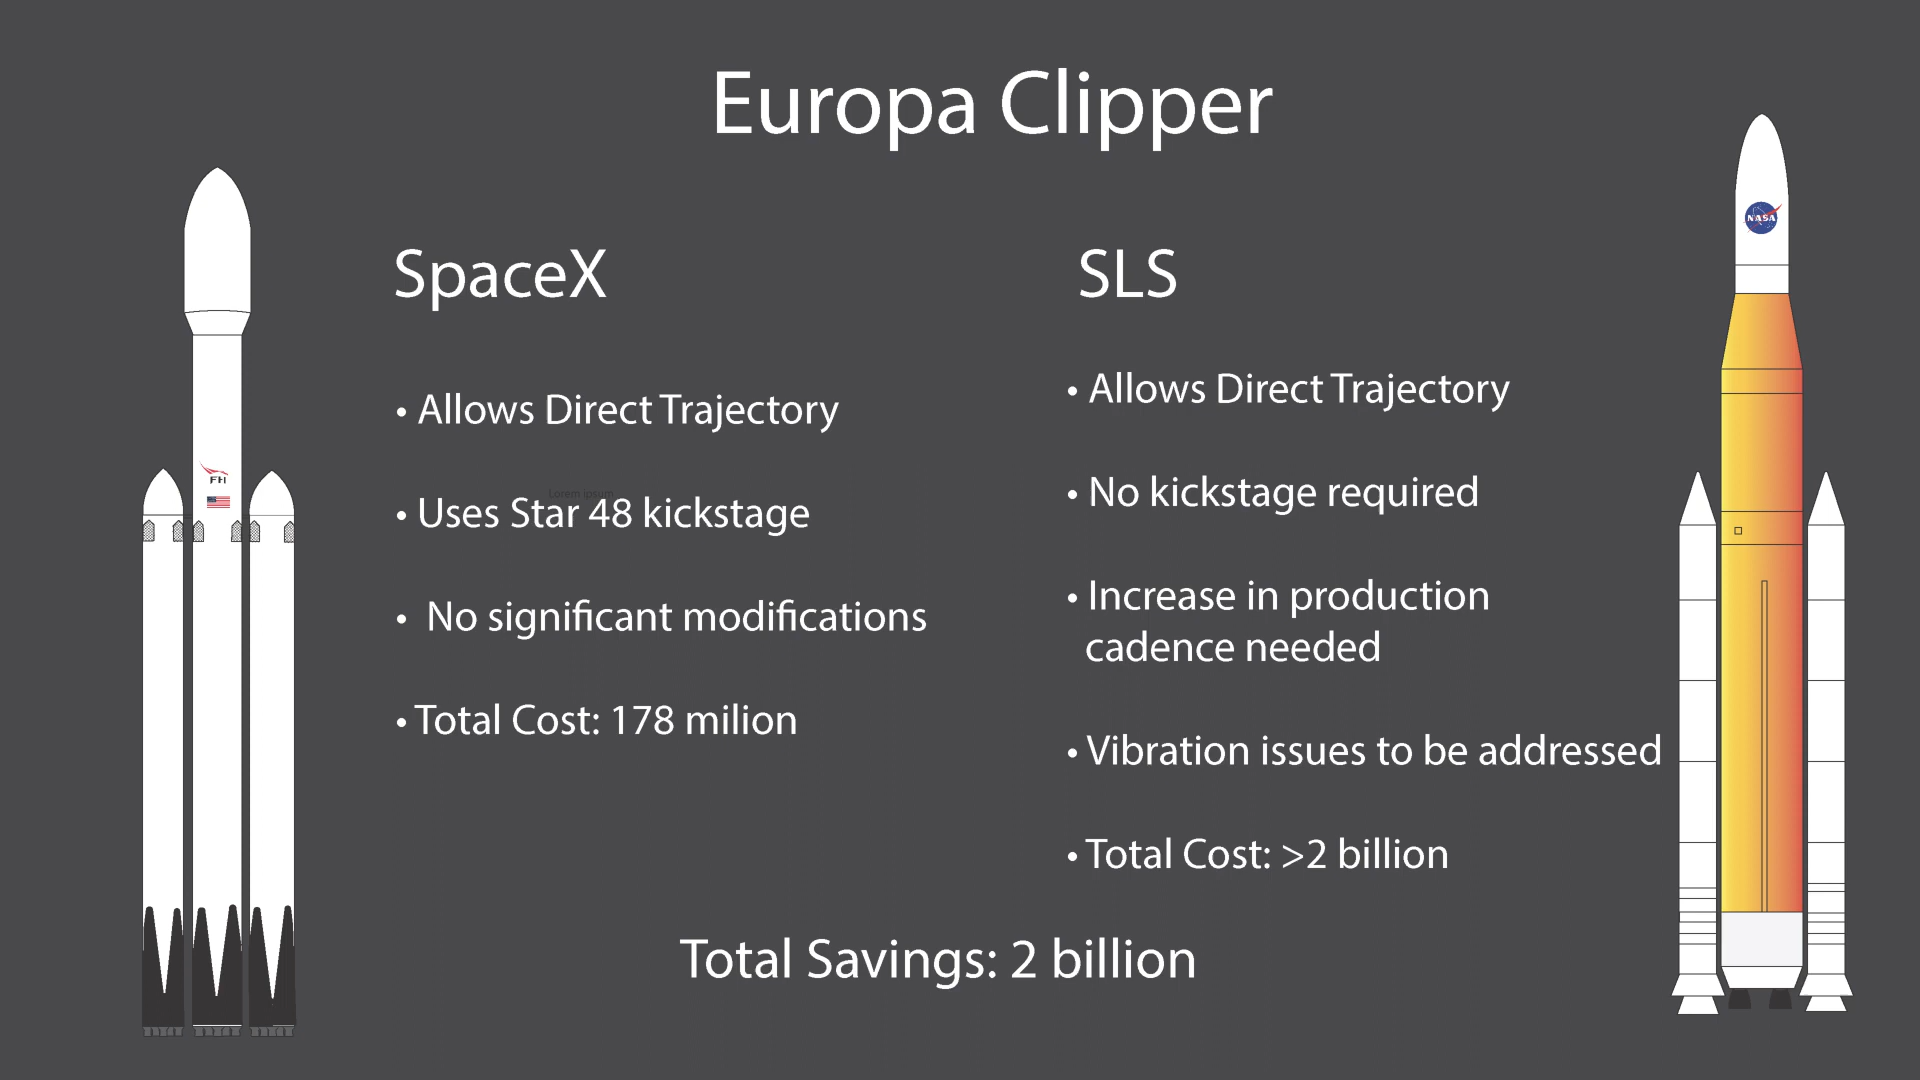 Europa Clipper
SpaceX
• Allows Direct Trajectory
Lorem ipsum
• Uses Star 48 kickstage
• No significant modifications
• Total Cost: 178 milion
SLS
• Allows Direct Trajectory
• No kickstage required
• Increase in production
cadence needed
• Vibration issues to be addressed
• Total Cost: >2 billion
Total Savings: 2 billion
FH
NASA